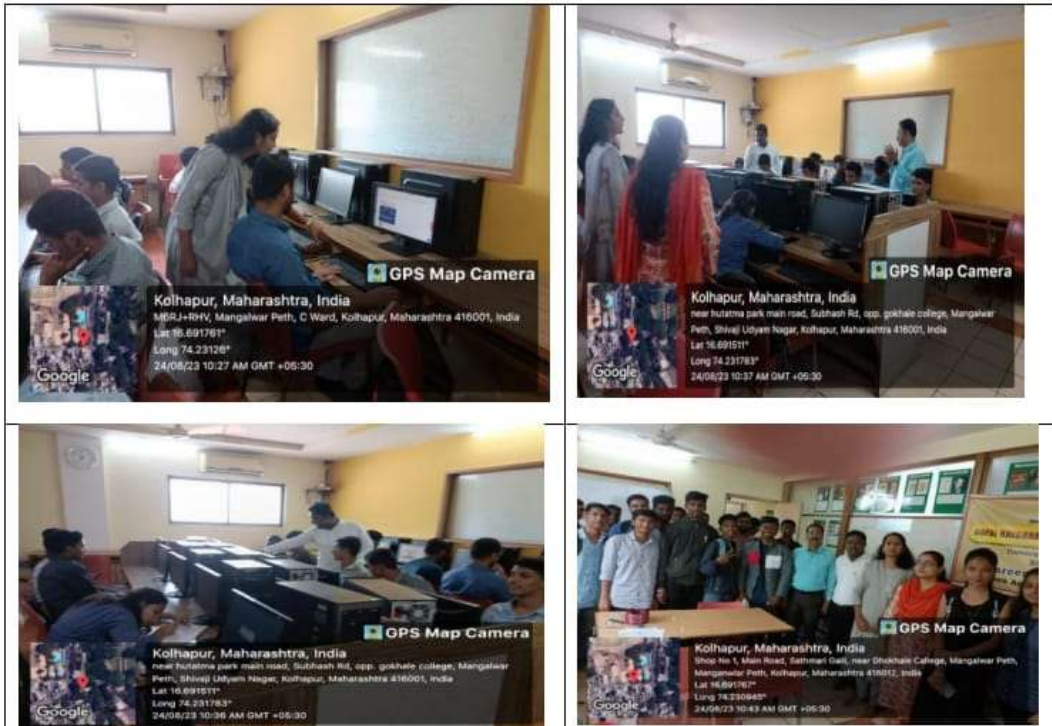 GPS Map Camera
Kolhapur, Maharashtra, India
M6RJ+RHV, Mangalwar Peth, C Ward, Kolhapur, Maharashtra 416001, India
Lat 16.691761°
Long 74.23126°
24/08/23 10:27 AM GMT +05:30
Google
GPS Map Camera
Kolhapur, Maharashtra, India
near hutatma park main road, Subhash Rd, opp. gokhale college, Mangalwar
Peth, Shivaji Udyam Nagar, Kolhapur, Maharashtra 416001, India
Lat 16.691511°
Long 74.231783°
24/08/23 10:37 AM GMT +05:30
Google
GPS Map Camera
Kolhapur, Maharashtra, India
near hutatma park main road, Subhash Rd, opp. gokhale college, Mangalwar
Peth, Shivaji Udyam Nagar, Kolhapur, Maharashtra 416001, India
Lat 16.691511°
Long 74.231783°
24/08/23 10:36 AM GMT +05:30
Google
GPS Map Camera
Kolhapur, Maharashtra, India
Shop No 1, Main Road, Sathmari Galli, near Dhokhale College, Mangalwar Peth,
Manganwar Peth, Kolhapur, Maharashtra 416012, India
Lat 16.691767°
Long 74.230945°
24/08/23 10:43 AM GMT +05:30
Google